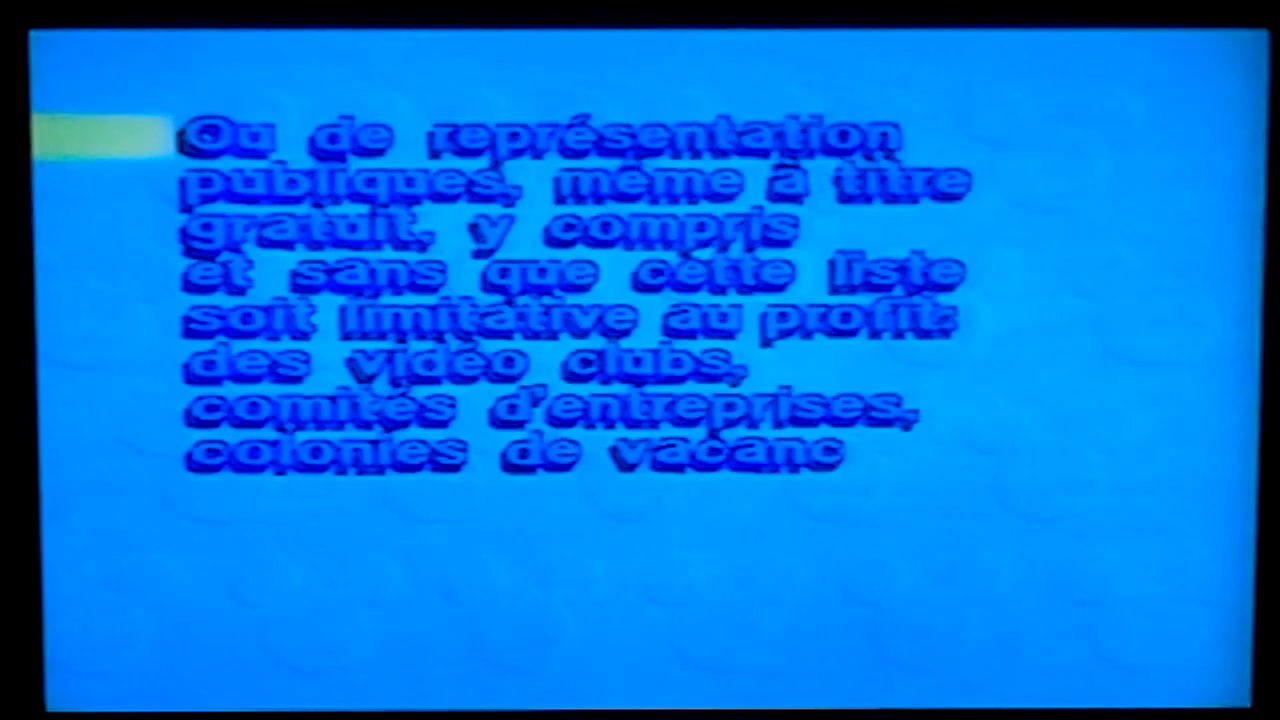 Ou de représentation
publiques, même à titre
gratuit, y compris
et sans que cette liste
soit limitative au profit:
des vidéo clubs,
comités d'entreprises,
colonies de vacanc